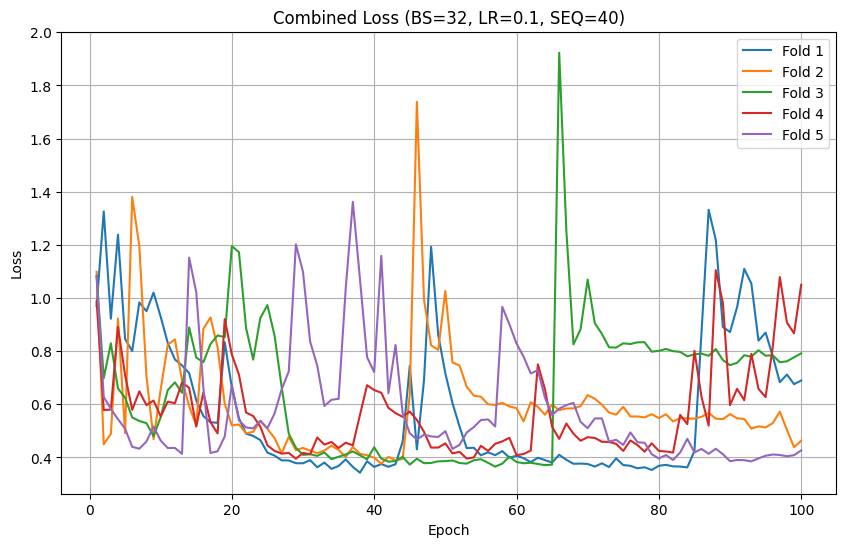 Combined Loss (BS=32, LR=0.1, SEQ=40)
Loss
2.0
1.8
1.6
1.4
1.2
1.0
0.8
0.6
0.4
Fold 1
Fold 2
Fold 3
Fold 4
Fold 5
0 20 40 60 80 100
Epoch